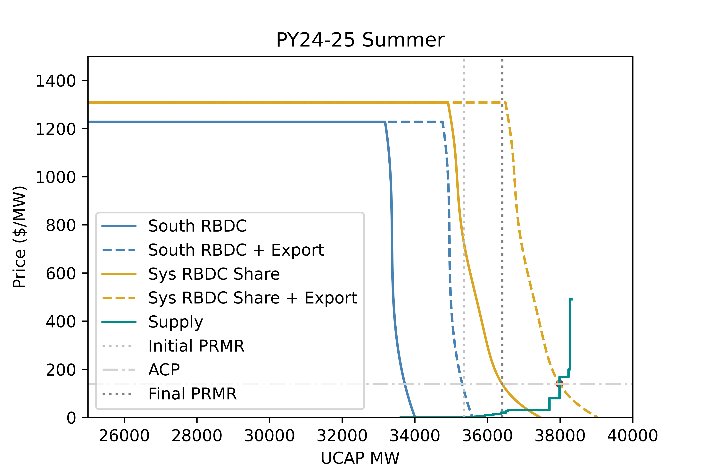 PY24-25 Summer
1400
1200
1000
800
600
400
200
0
Price ($/MW)
South RBDC
South RBDC + Export
Sys RBDC Share
Sys RBDC Share + Export
Supply
Initial PRMR
ACP
Final PRMR
26000 28000 30000 32000 34000 36000 38000 40000
UCAP MW